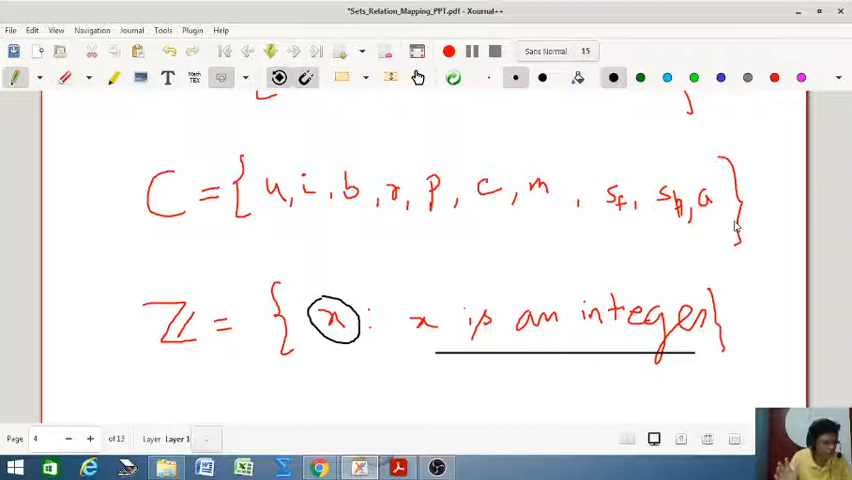 *Sets_Relation_Mapping_PPT.pdf - Xournal++
File Edit View Navigation Journal Tools Plugin Help
Sans Normal 15
C = { u, i, b, r, p, c, m, sf, a }
ℤ = { x : x is an integer}
Page 4 of 13 Layer Layer 1